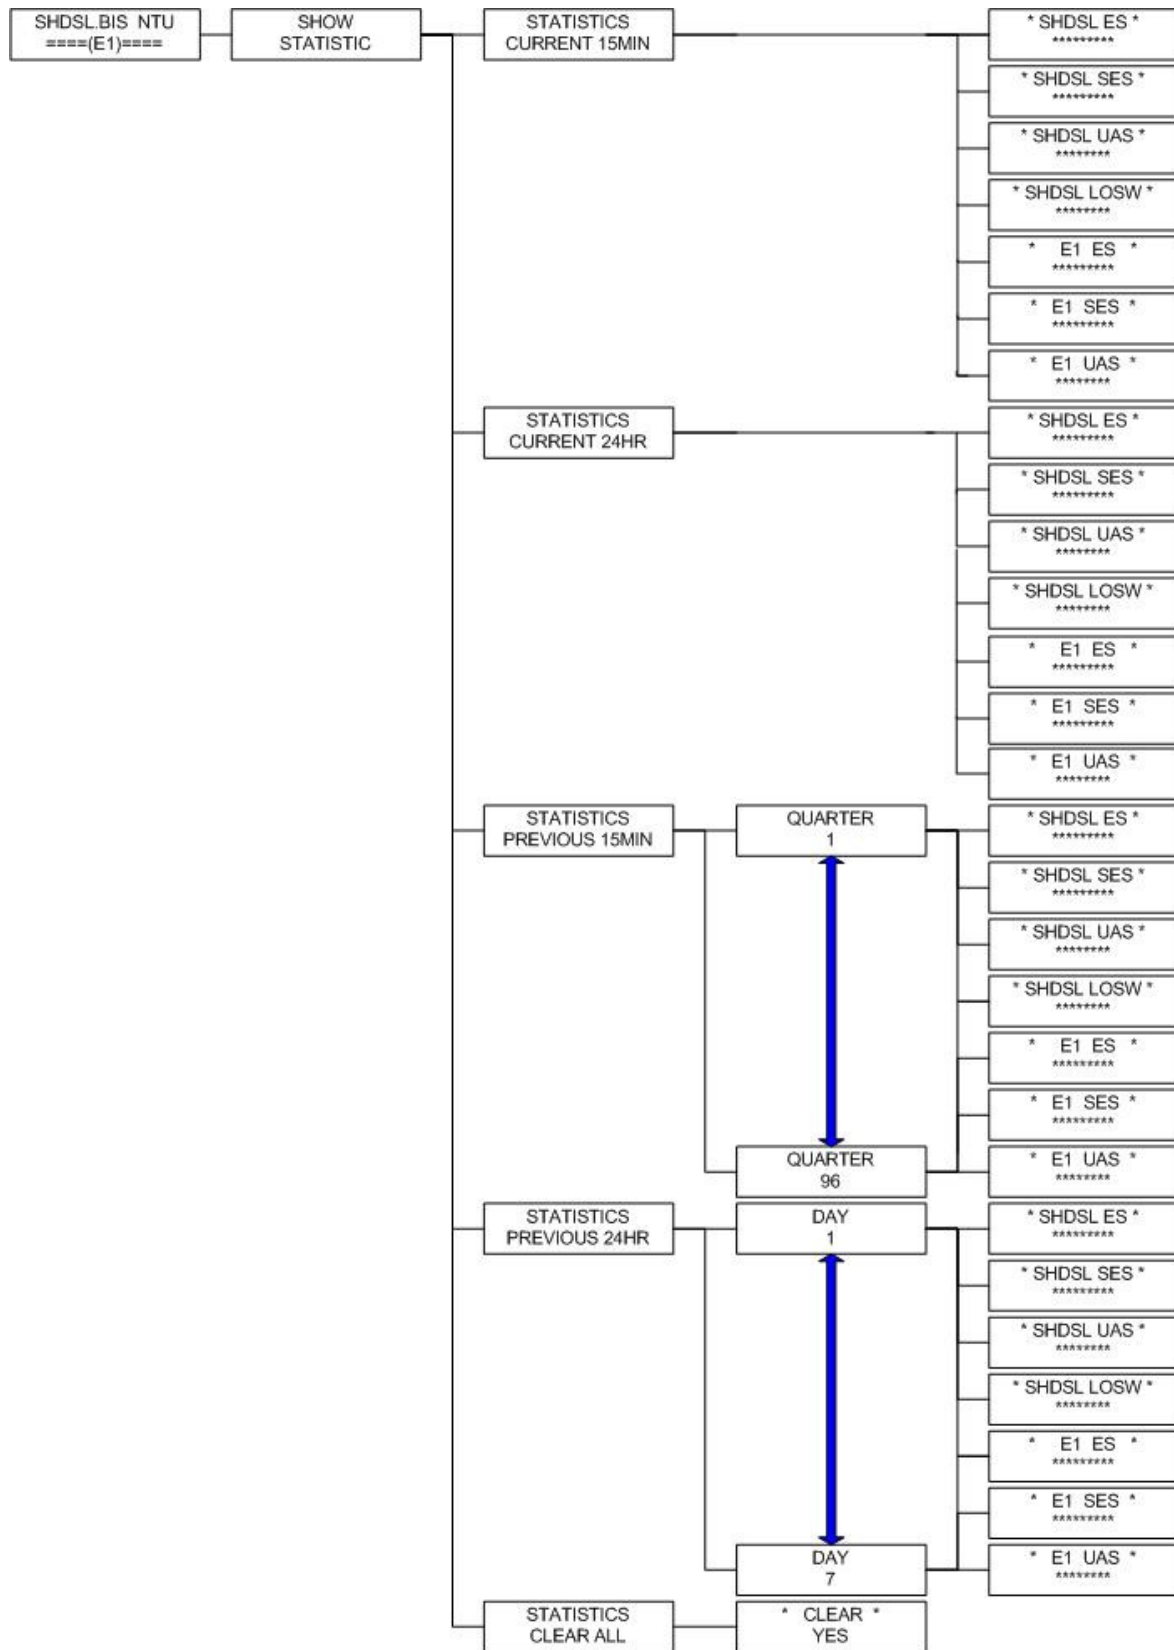 SHDSL.BIS NTU
====(E1)====
SHOW
STATISTIC
STATISTICS
CURRENT 15MIN
* SHDSL ES *
*********
* SHDSL SES *
*********
* SHDSL UAS *
********
* SHDSL LOSW *
********
* E1 ES *
*********
* E1 SES *
*********
* E1 UAS *
********
STATISTICS
CURRENT 24HR
* SHDSL ES *
*********
* SHDSL SES *
*********
* SHDSL UAS *
********
* SHDSL LOSW *
********
* E1 ES *
*********
* E1 SES *
*********
* E1 UAS *
********
STATISTICS
PREVIOUS 15MIN
QUARTER
1
* SHDSL ES *
*********
* SHDSL SES *
*********
* SHDSL UAS *
********
* SHDSL LOSW *
********
* E1 ES *
*********
* E1 SES *
*********
QUARTER
96
* E1 UAS *
********
STATISTICS
PREVIOUS 24HR
DAY
1
* SHDSL ES *
*********
* SHDSL SES *
*********
* SHDSL UAS *
********
* SHDSL LOSW *
********
* E1 ES *
*********
* E1 SES *
*********
DAY
7
* E1 UAS *
********
STATISTICS
CLEAR ALL
* CLEAR *
YES